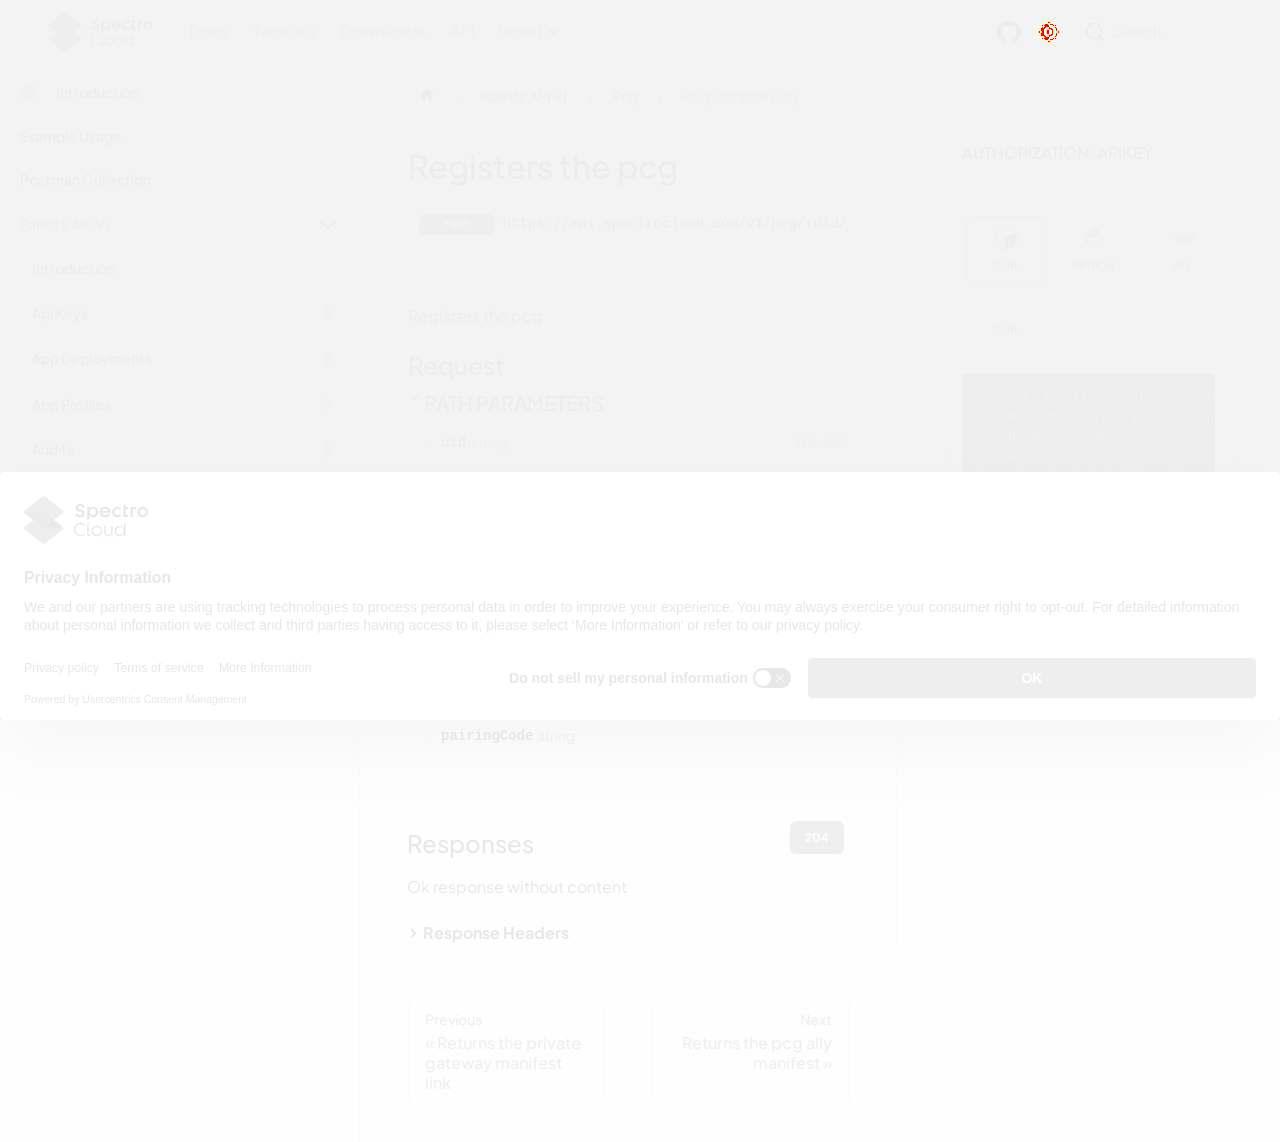 Spectro Cloud
Docs Tutorials Downloads API latest
Search
Introduction
Example Usage
Postman Collection
Palette API V1
Introduction
Api Keys
App Deployments
App Profiles
Audits
Palette API V1 Pcg Registers the pcg
Registers the pcg
POST https://api.spectrocloud.com/v1/pcg/:uid/
Registers the pcg
Request
PATH PARAMETERS
uid string REQUIRED
AUTHORIZATION: APIKEY
CURL PYTHON GO
CURL
Spectro Cloud
Privacy Information
We and our partners are using tracking technologies to process personal data in order to improve your experience. You may always exercise your consumer right to opt-out. For detailed information
about personal information we collect and third parties having access to it, please select ‘More Information’ or refer to our privacy policy.
Privacy policy Terms of service More Information
Do not sell my personal information
OK
Powered by Usercentrics Consent Management
pairingCode string
Responses
204
Ok response without content
Response Headers
Previous
« Returns the private
gateway manifest
link
Next
Returns the pcg ally
manifest »